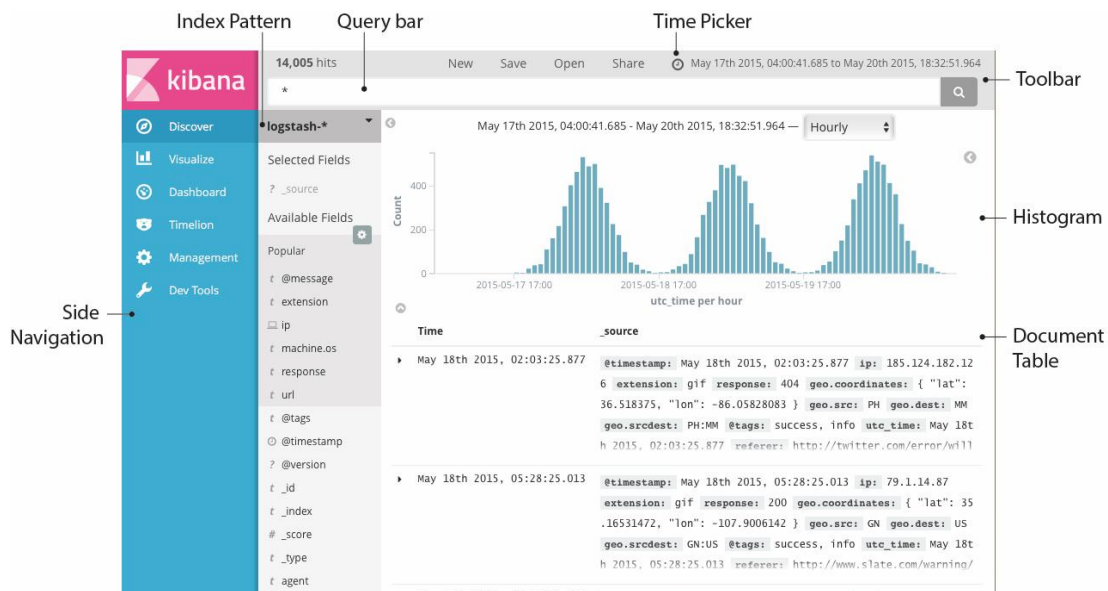 Index Pattern
Query bar
Time Picker
kibana
14,005 hits
New Save Open Share May 17th 2015, 04:00:41.685 to May 20th 2015, 18:32:51.964
*
Toolbar
Discover
Visualize
Dashboard
Timelion
Management
Dev Tools
Side
Navigation
logstash-*
Selected Fields
? _source
Available Fields
Popular
t @message
t extension
ip
t machine.os
t response
t url
t @tags
@timestamp
? @version
t _id
t _index
# _score
t _type
t agent
May 17th 2015, 04:00:41.685 - May 20th 2015, 18:32:51.964 — Hourly
Count
400
200
0
2015-05-17 17:00 2015-05-18 17:00 2015-05-19 17:00
utc_time per hour
Histogram
Time _source
Document
Table
May 18th 2015, 02:03:25.877
@timestamp: May 18th 2015, 02:03:25.877 ip: 185.124.182.12
6 extension: gif response: 404 geo.coordinates: { "lat":
36.518375, "lon": -86.05828083 } geo.src: PH geo.dest: MM
geo.srcdest: PH:MM @tags: success, info utc_time: May 18t
h 2015, 02:03:25.877 referer: http://twitter.com/error/will
May 18th 2015, 05:28:25.013
@timestamp: May 18th 2015, 05:28:25.013 ip: 79.1.14.87
extension: gif response: 200 geo.coordinates: { "lat": 35
.16531472, "lon": -107.9006142 } geo.src: GN geo.dest: US
geo.srcdest: GN:US @tags: success, info utc_time: May 18t
h 2015, 05:28:25.013 referer: http://www.slate.com/warning/